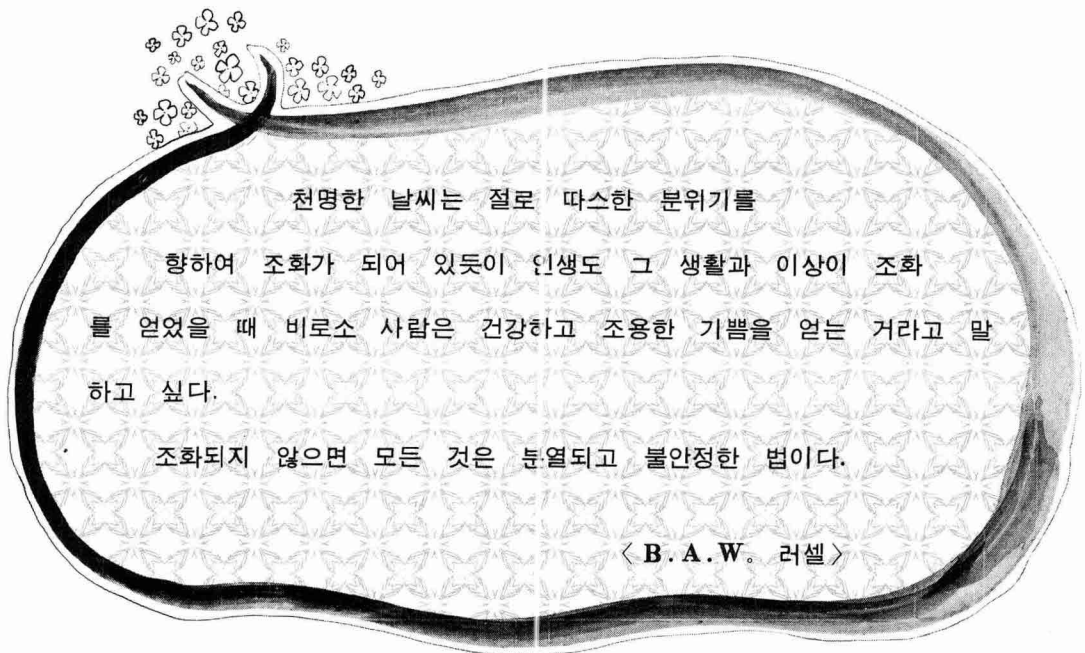 천명한 날씨는 절로 따스한 분위기를
향하여 조화가 되어 있듯이 인생도 그 생활과 이상이 조화
를 얻었을 때 비로소 사람은 건강하고 조용한 기쁨을 얻는 거라고 말
하고 싶다.
조화되지 않으면 모든 것은 분열되고 불안정한 법이다.
〈B.A.W。 러셀〉